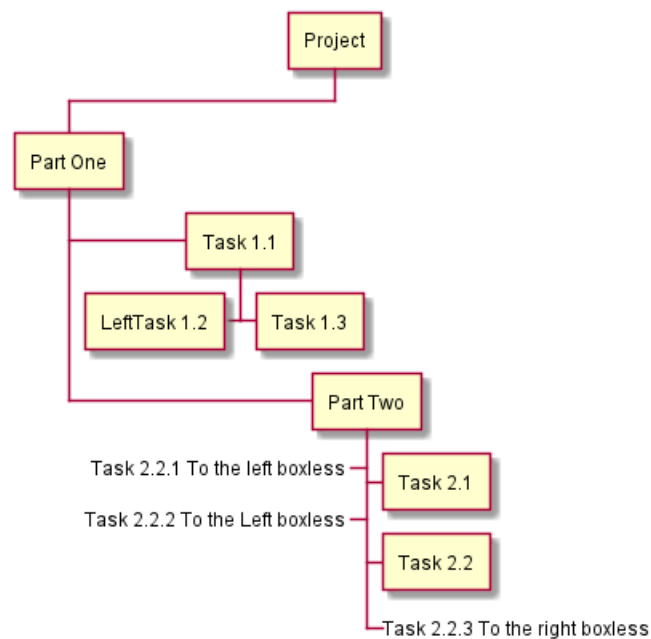 Project
Part One
Task 1.1
LeftTask 1.2
Task 1.3
Part Two
Task 2.2.1 To the left boxless
Task 2.1
Task 2.2.2 To the Left boxless
Task 2.2
Task 2.2.3 To the right boxless